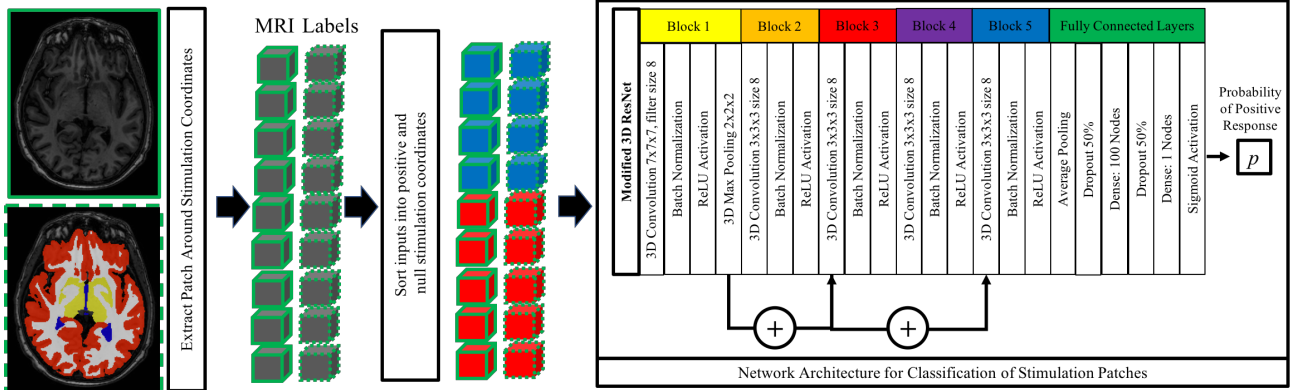 Extract Patch Around Stimulation Coordinates
MRI Labels
Sort inputs into positive and
null stimulation coordinates
Block 1
Block 2
Block 3
Block 4
Block 5
Fully Connected Layers
Modified 3D ResNet
3D Convolution 7x7x7, filter size 8
Batch Normalization
ReLU Activation
3D Max Pooling 2x2x2
3D Convolution 3x3x3 size 8
Batch Normalization
ReLU Activation
3D Convolution 3x3x3 size 8
Batch Normalization
ReLU Activation
3D Convolution 3x3x3 size 8
Batch Normalization
ReLU Activation
3D Convolution 3x3x3 size 8
Batch Normalization
ReLU Activation
Average Pooling
Dropout 50%
Dense: 100 Nodes
Dropout 50%
Dense: 1 Nodes
Sigmoid Activation
Probability
of Positive
Response
p
+
+
Network Architecture for Classification of Stimulation Patches